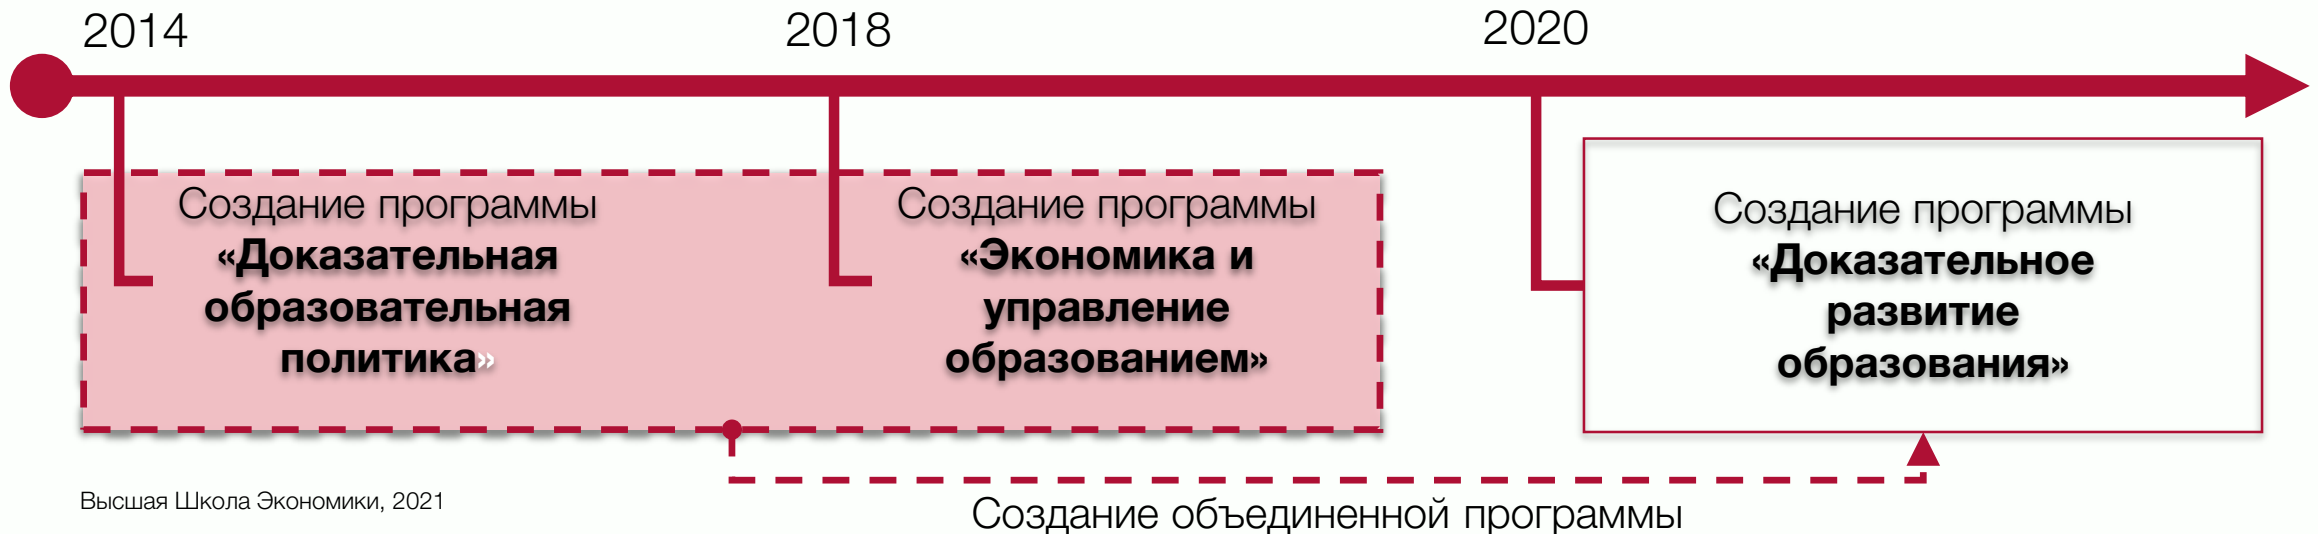 2014
2018
2020
Создание программы
«Доказательная
образовательная
политика»
Создание программы
«Экономика и
управление
образованием»
Создание программы
«Доказательное
развитие
образования»
Высшая Школа Экономики, 2021
Создание объединенной программы